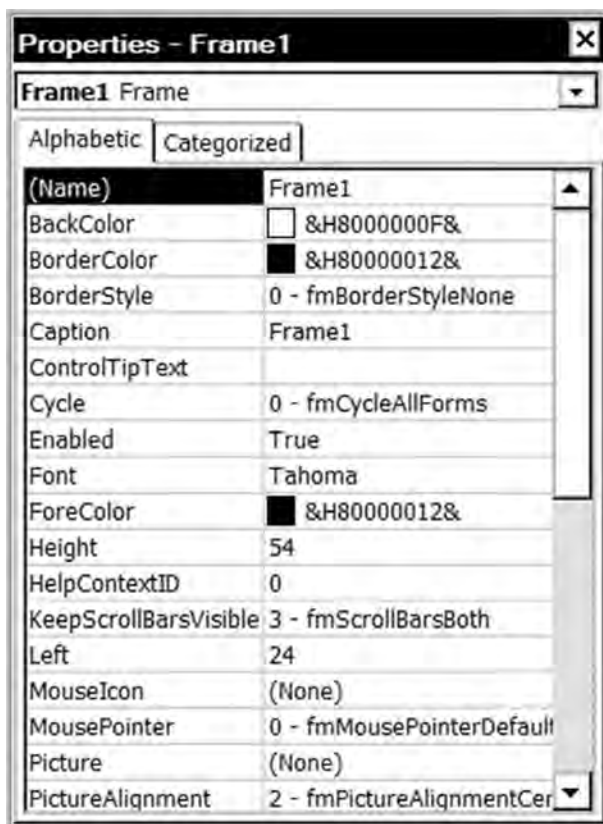 Properties - Frame1
Frame1 Frame
Alphabetic Categorized
(Name) Frame1
BackColor &H8000000F&
BorderColor &H80000012&
BorderStyle 0 - fmBorderStyleNone
Caption Frame1
ControlTipText
Cycle 0 - fmCycleAllForms
Enabled True
Font Tahoma
ForeColor &H80000012&
Height 54
HelpContextID 0
KeepScrollBarsVisible 3 - fmScrollBarsBoth
Left 24
MouseIcon (None)
MousePointer 0 - fmMousePointerDefault
Picture (None)
PictureAlignment 2 - fmPictureAlignmentCer